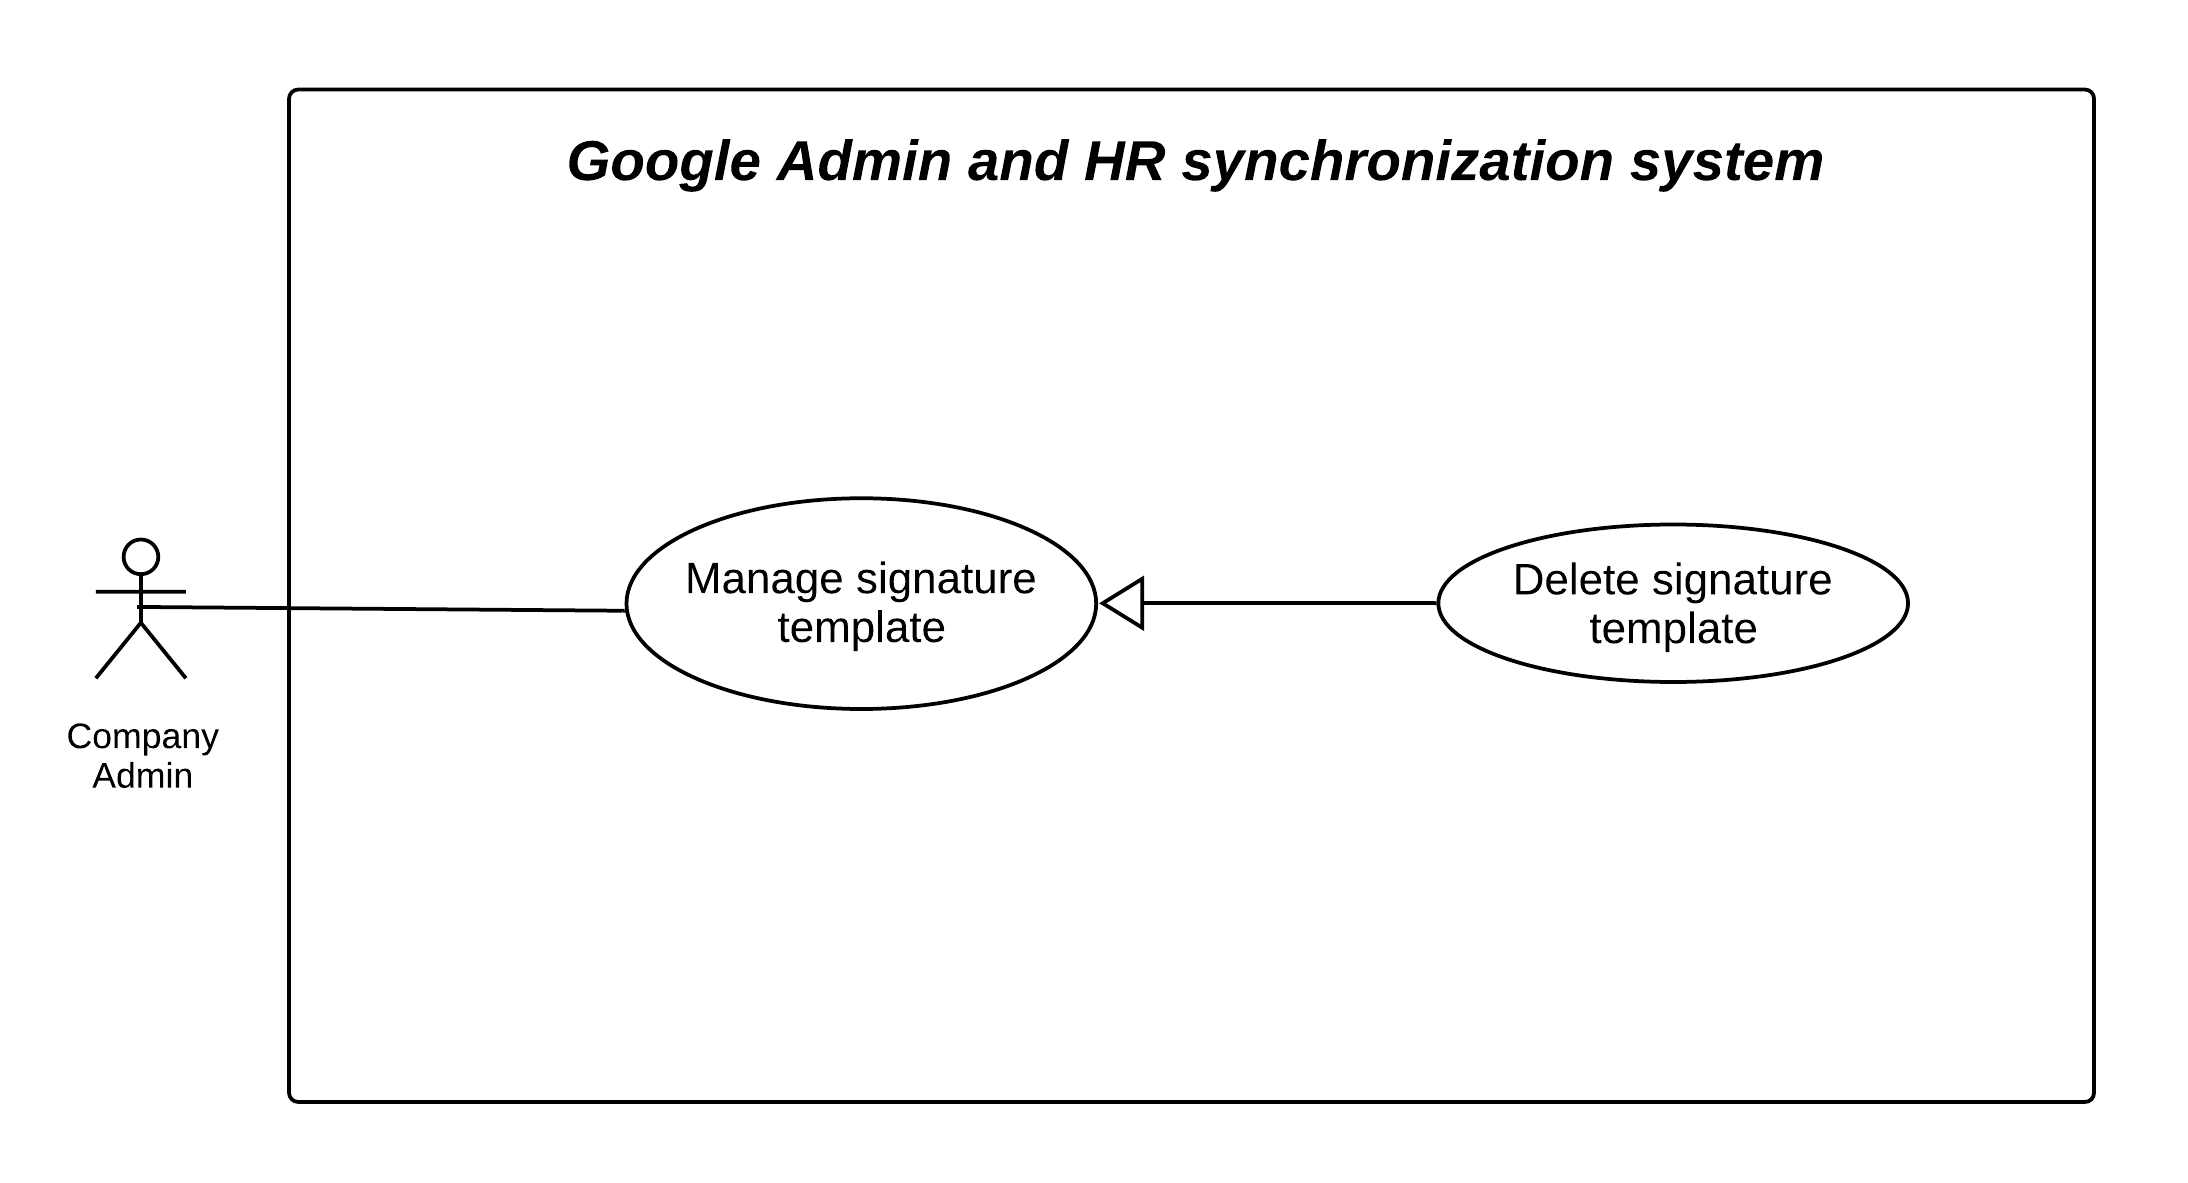 Google Admin and HR synchronization system
Manage signature
template
Delete signature
template
Company
Admin